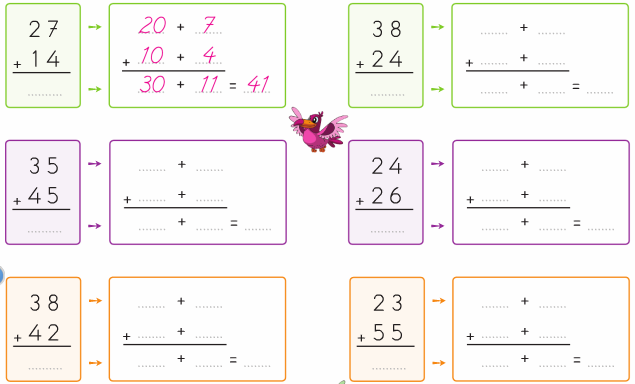 27 → 20 + 7
+ 14 + 10 + 4
........ → 30 + 11 = 41
38 → ........ + ........
+ 24 + ........ + ........
........ → ........ + ........ = ........
35 → ........ + ........
+ 45 + ........ + ........
........ → ........ + ........ = ........
24 → ........ + ........
+ 26 + ........ + ........
........ → ........ + ........ = ........
38 → ........ + ........
+ 42 + ........ + ........
........ → ........ + ........ = ........
23 → ........ + ........
+ 55 + ........ + ........
........ → ........ + ........ = ........